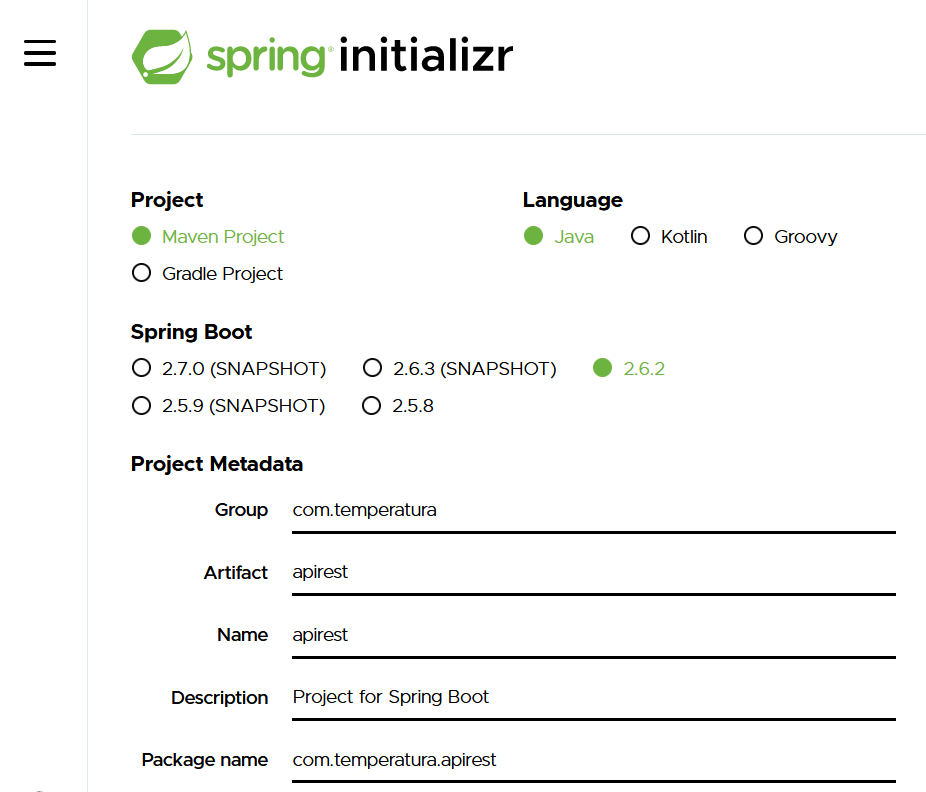 spring® initializr
Project
Maven Project
Gradle Project
Language
Java Kotlin Groovy
Spring Boot
2.7.0 (SNAPSHOT) 2.6.3 (SNAPSHOT) 2.6.2
2.5.9 (SNAPSHOT) 2.5.8
Project Metadata
Group com.temperatura
Artifact apirest
Name apirest
Description Project for Spring Boot
Package name com.temperatura.apirest